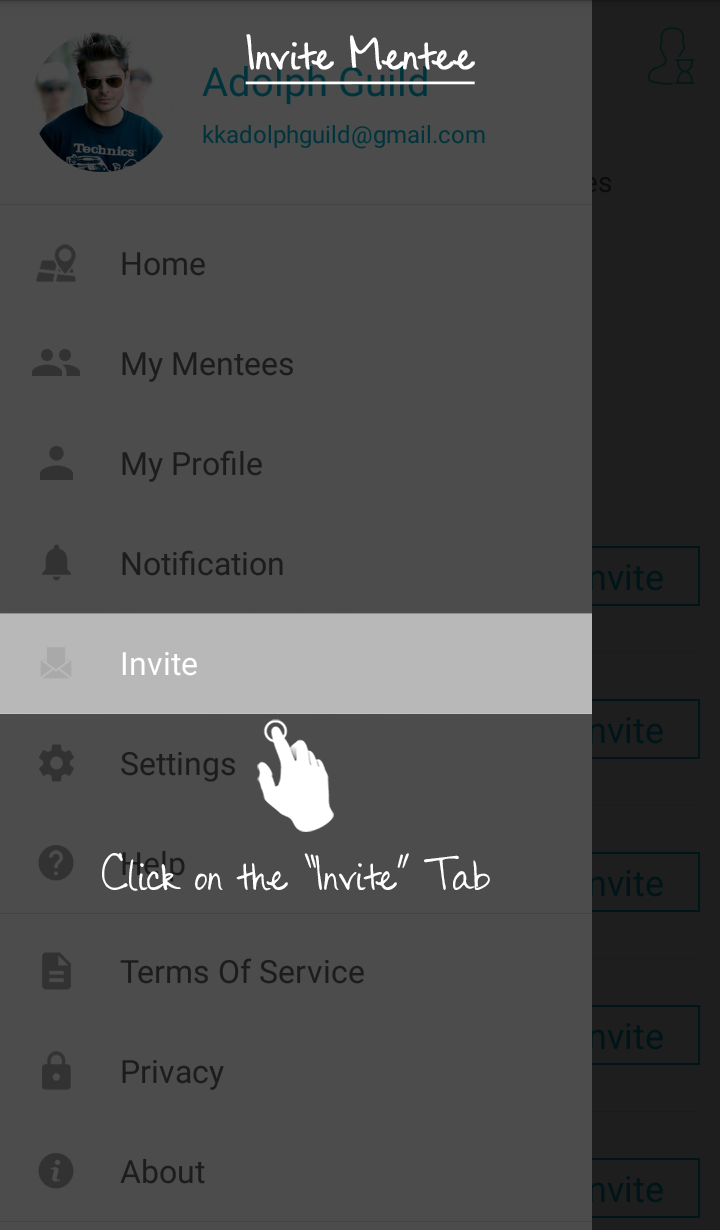 Invite Mentee
Adolph Guild
kkadolphguild@gmail.com
Technics
es
Home
My Mentees
My Profile
Notification
nvite
Invite
nvite
Settings
Help
nvite
Click on the "Invite" Tab
Terms Of Service
nvite
Privacy
About
nvite